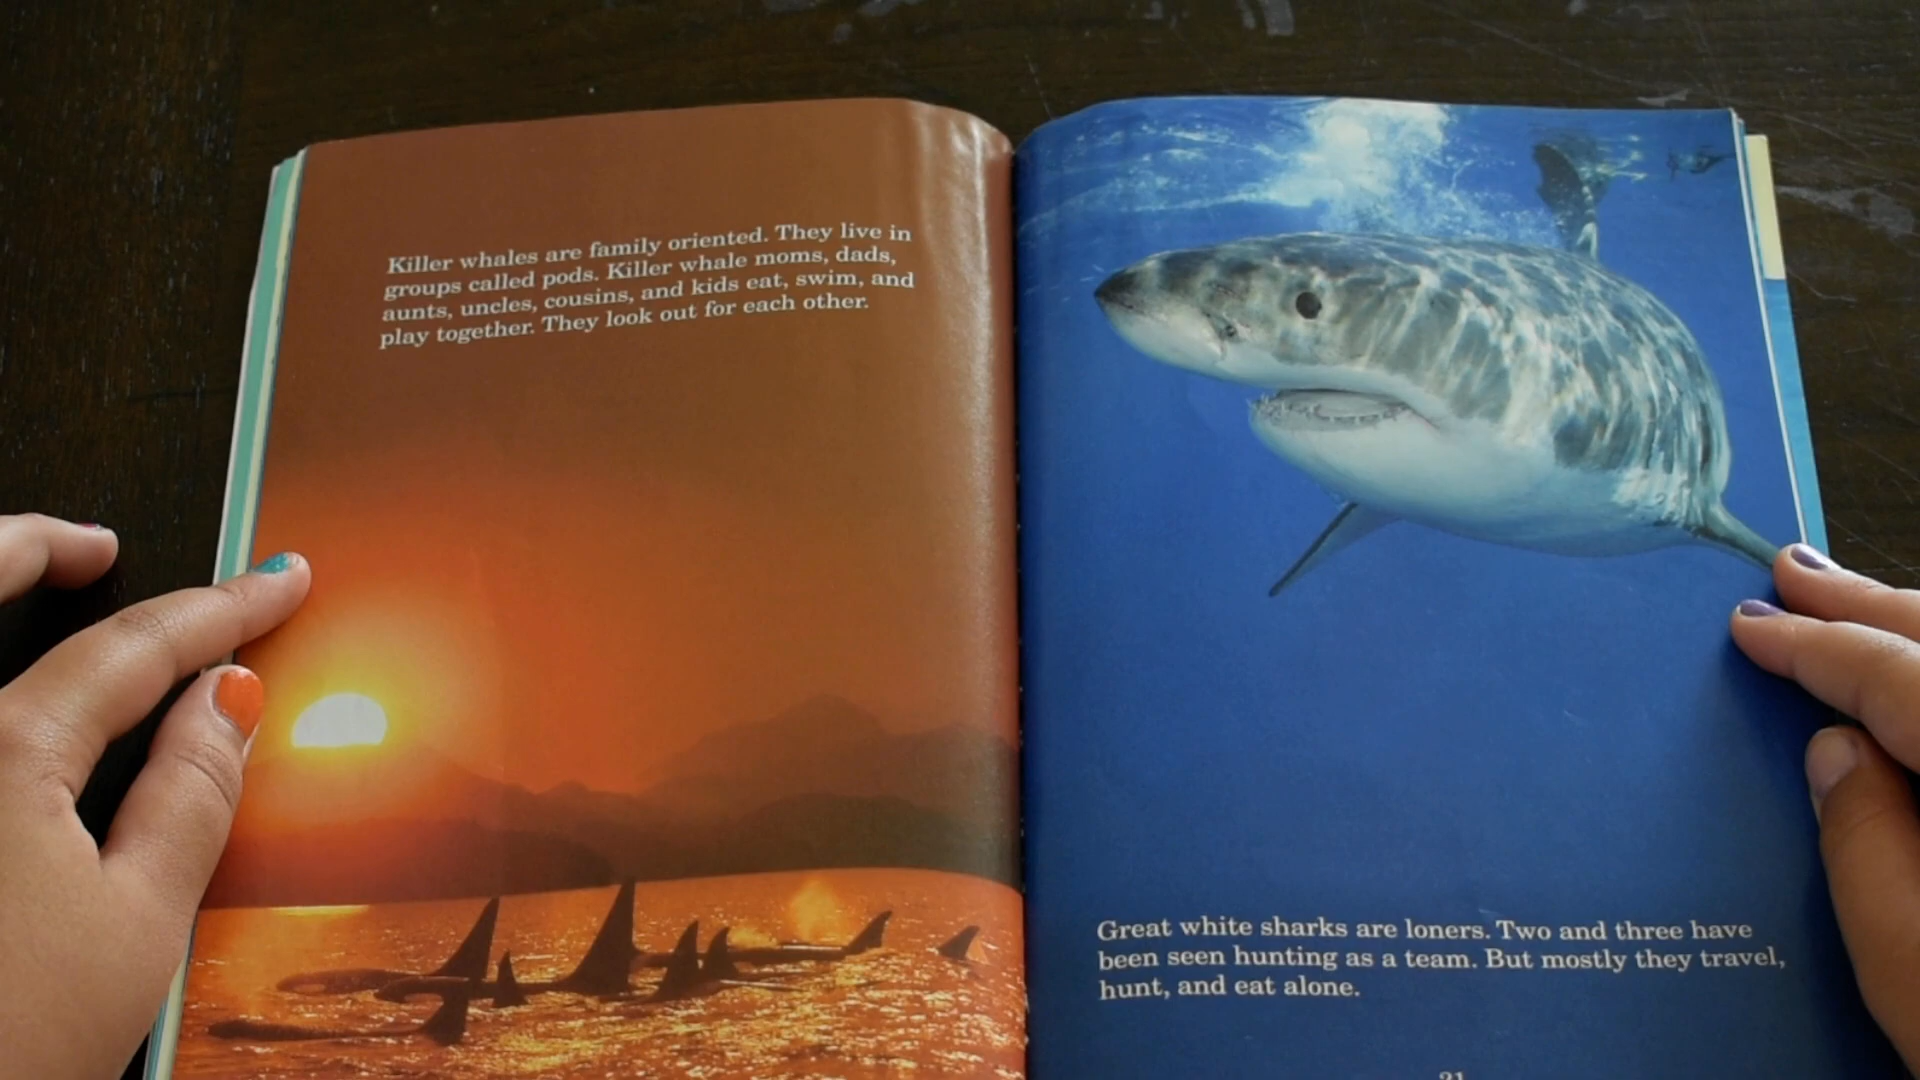 Killer whales are family oriented. They live in
groups called pods. Killer whale moms, dads,
aunts, uncles, cousins, and kids eat, swim, and
play together. They look out for each other.
Great white sharks are loners. Two and three have
been seen hunting as a team. But mostly they travel,
hunt, and eat alone.